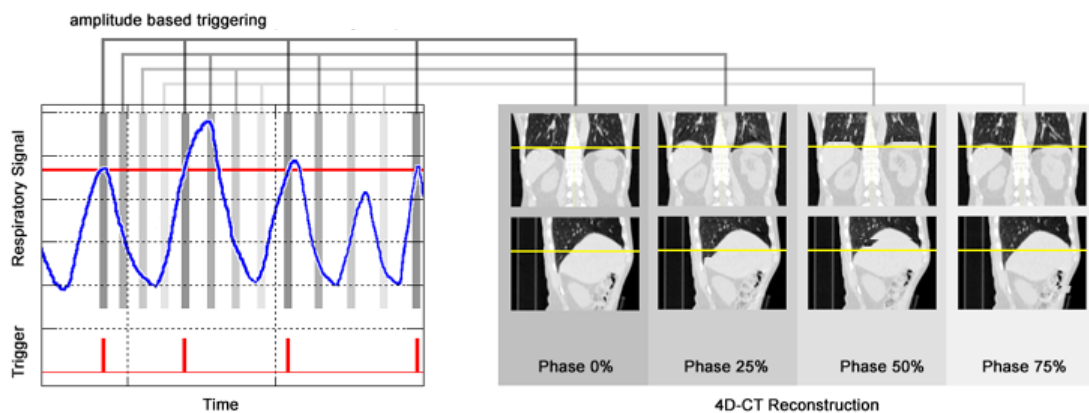 amplitude based triggering
Respiratory Signal
Trigger
Time
Phase 0%
Phase 25%
Phase 50%
Phase 75%
4D-CT Reconstruction